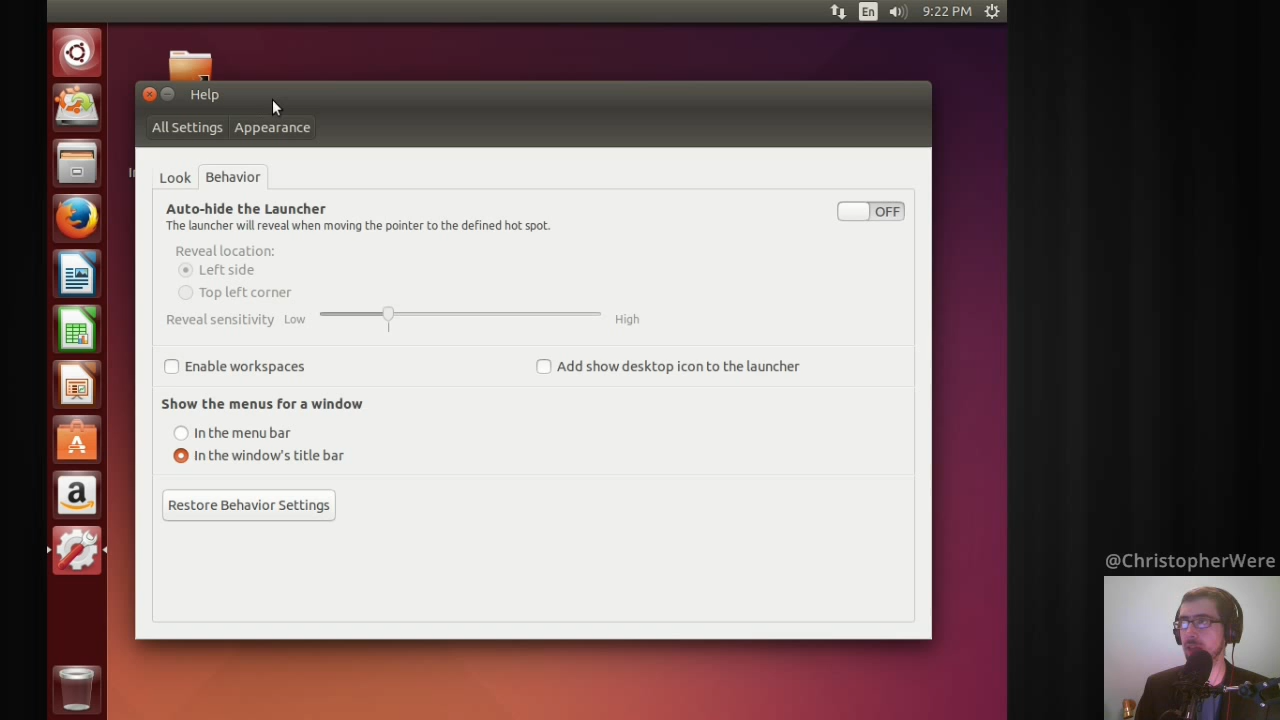 En
9:22 PM
Help
All Settings
Appearance
Look
Behavior
Auto-hide the Launcher
OFF
The launcher will reveal when moving the pointer to the defined hot spot.
Reveal location:
Left side
Top left corner
Reveal sensitivity
Low
High
Enable workspaces
Add show desktop icon to the launcher
Show the menus for a window
In the menu bar
In the window's title bar
Restore Behavior Settings
@ChristopherWere